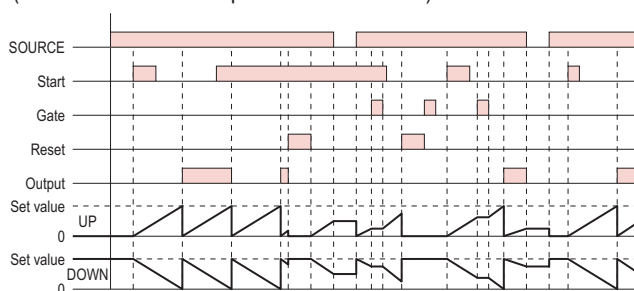 SOURCE
Start
Gate
Reset
Output
Set value
UP
0
Set value
DOWN
0